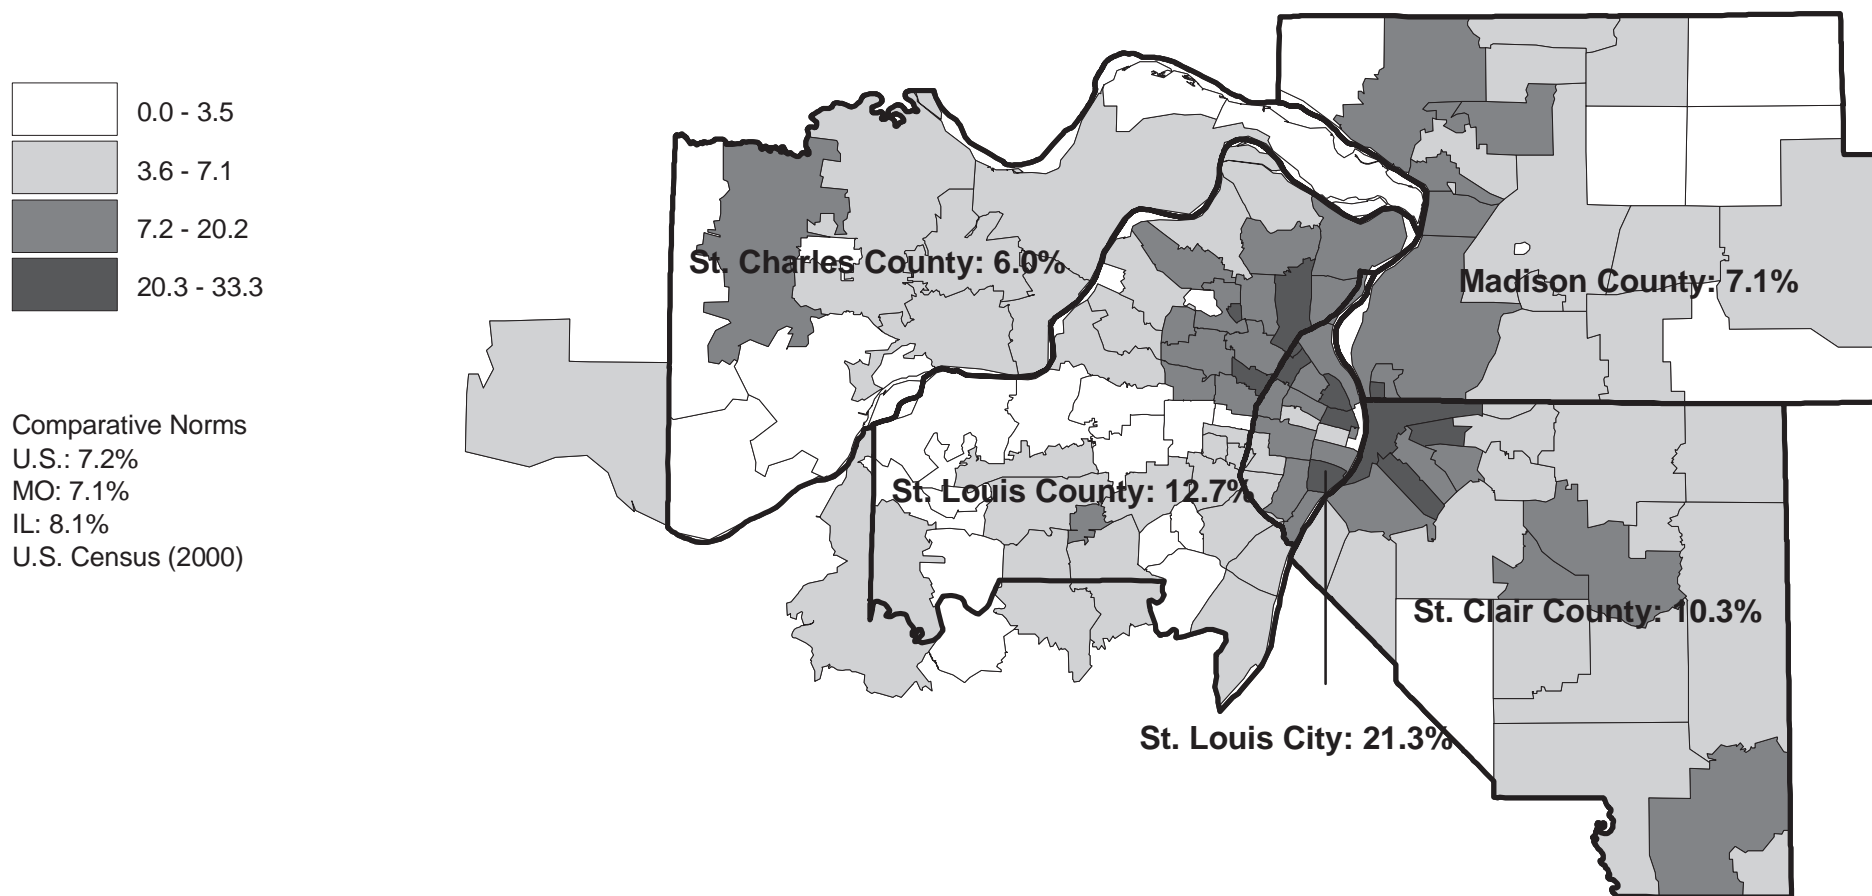 0.0 - 3.5
3.6 - 7.1
7.2 - 20.2
20.3 - 33.3
Comparative Norms
U.S.: 7.2%
MO: 7.1%
IL: 8.1%
U.S. Census (2000)
St. Charles County: 6.0%
Madison County: 7.1%
St. Louis County: 12.7%
St. Clair County: 10.3%
St. Louis City: 21.3%